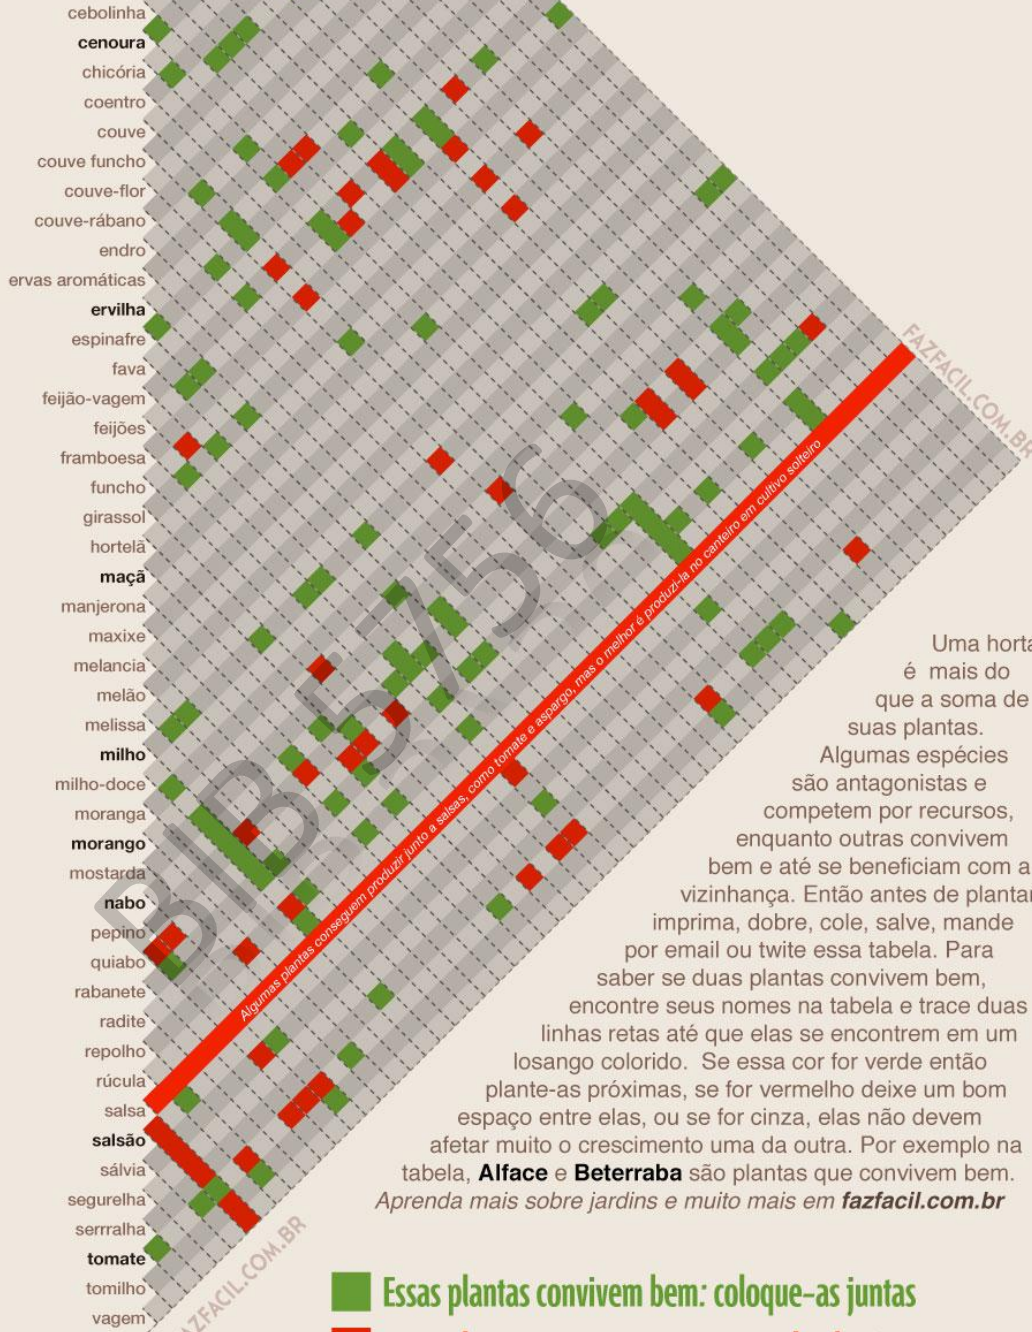 cebolinha
cenoura
chicória
coentro
couve
couve funcho
couve-flor
couve-rábano
endro
ervas aromáticas
ervilha
espinafre
fava
feijão-vagem
feijões
framboesa
funcho
girassol
hortelã
maçã
manjerona
maxixe
melancia
melão
melissa
milho
milho-doce
moranga
morango
mostarda
nabo
pepino
quiabo
rabanete
radite
repolho
rúcula
salsa
salsão
sálvia
segurelha
serrralha
tomate
tomilho
vagem
FAZFACIL.COM.BR
Algumas plantas conseguem produzir junto a salsas, como tomate e aspargo, mas o melhor é produzi-la no canteiro em cultivo solteiro
Uma horta
é mais do
que a soma de
suas plantas.
Algumas espécies
são antagonistas e
competem por recursos,
enquanto outras convivem
bem e até se beneficiam com a
vizinhança. Então antes de plantar
imprima, dobre, cole, salve, mande
por email ou twite essa tabela. Para
saber se duas plantas convivem bem,
encontre seus nomes na tabela e trace duas
linhas retas até que elas se encontrem em um
losango colorido. Se essa cor for verde então
plante-as próximas, se for vermelho deixe um bom
espaço entre elas, ou se for cinza, elas não devem
afetar muito o crescimento uma da outra. Por exemplo na
tabela, Alface e Beterraba são plantas que convivem bem.
Aprenda mais sobre jardins e muito mais em fazfacil.com.br
AZFACIL.COM.BR
Essas plantas convivem bem: coloque-as juntas